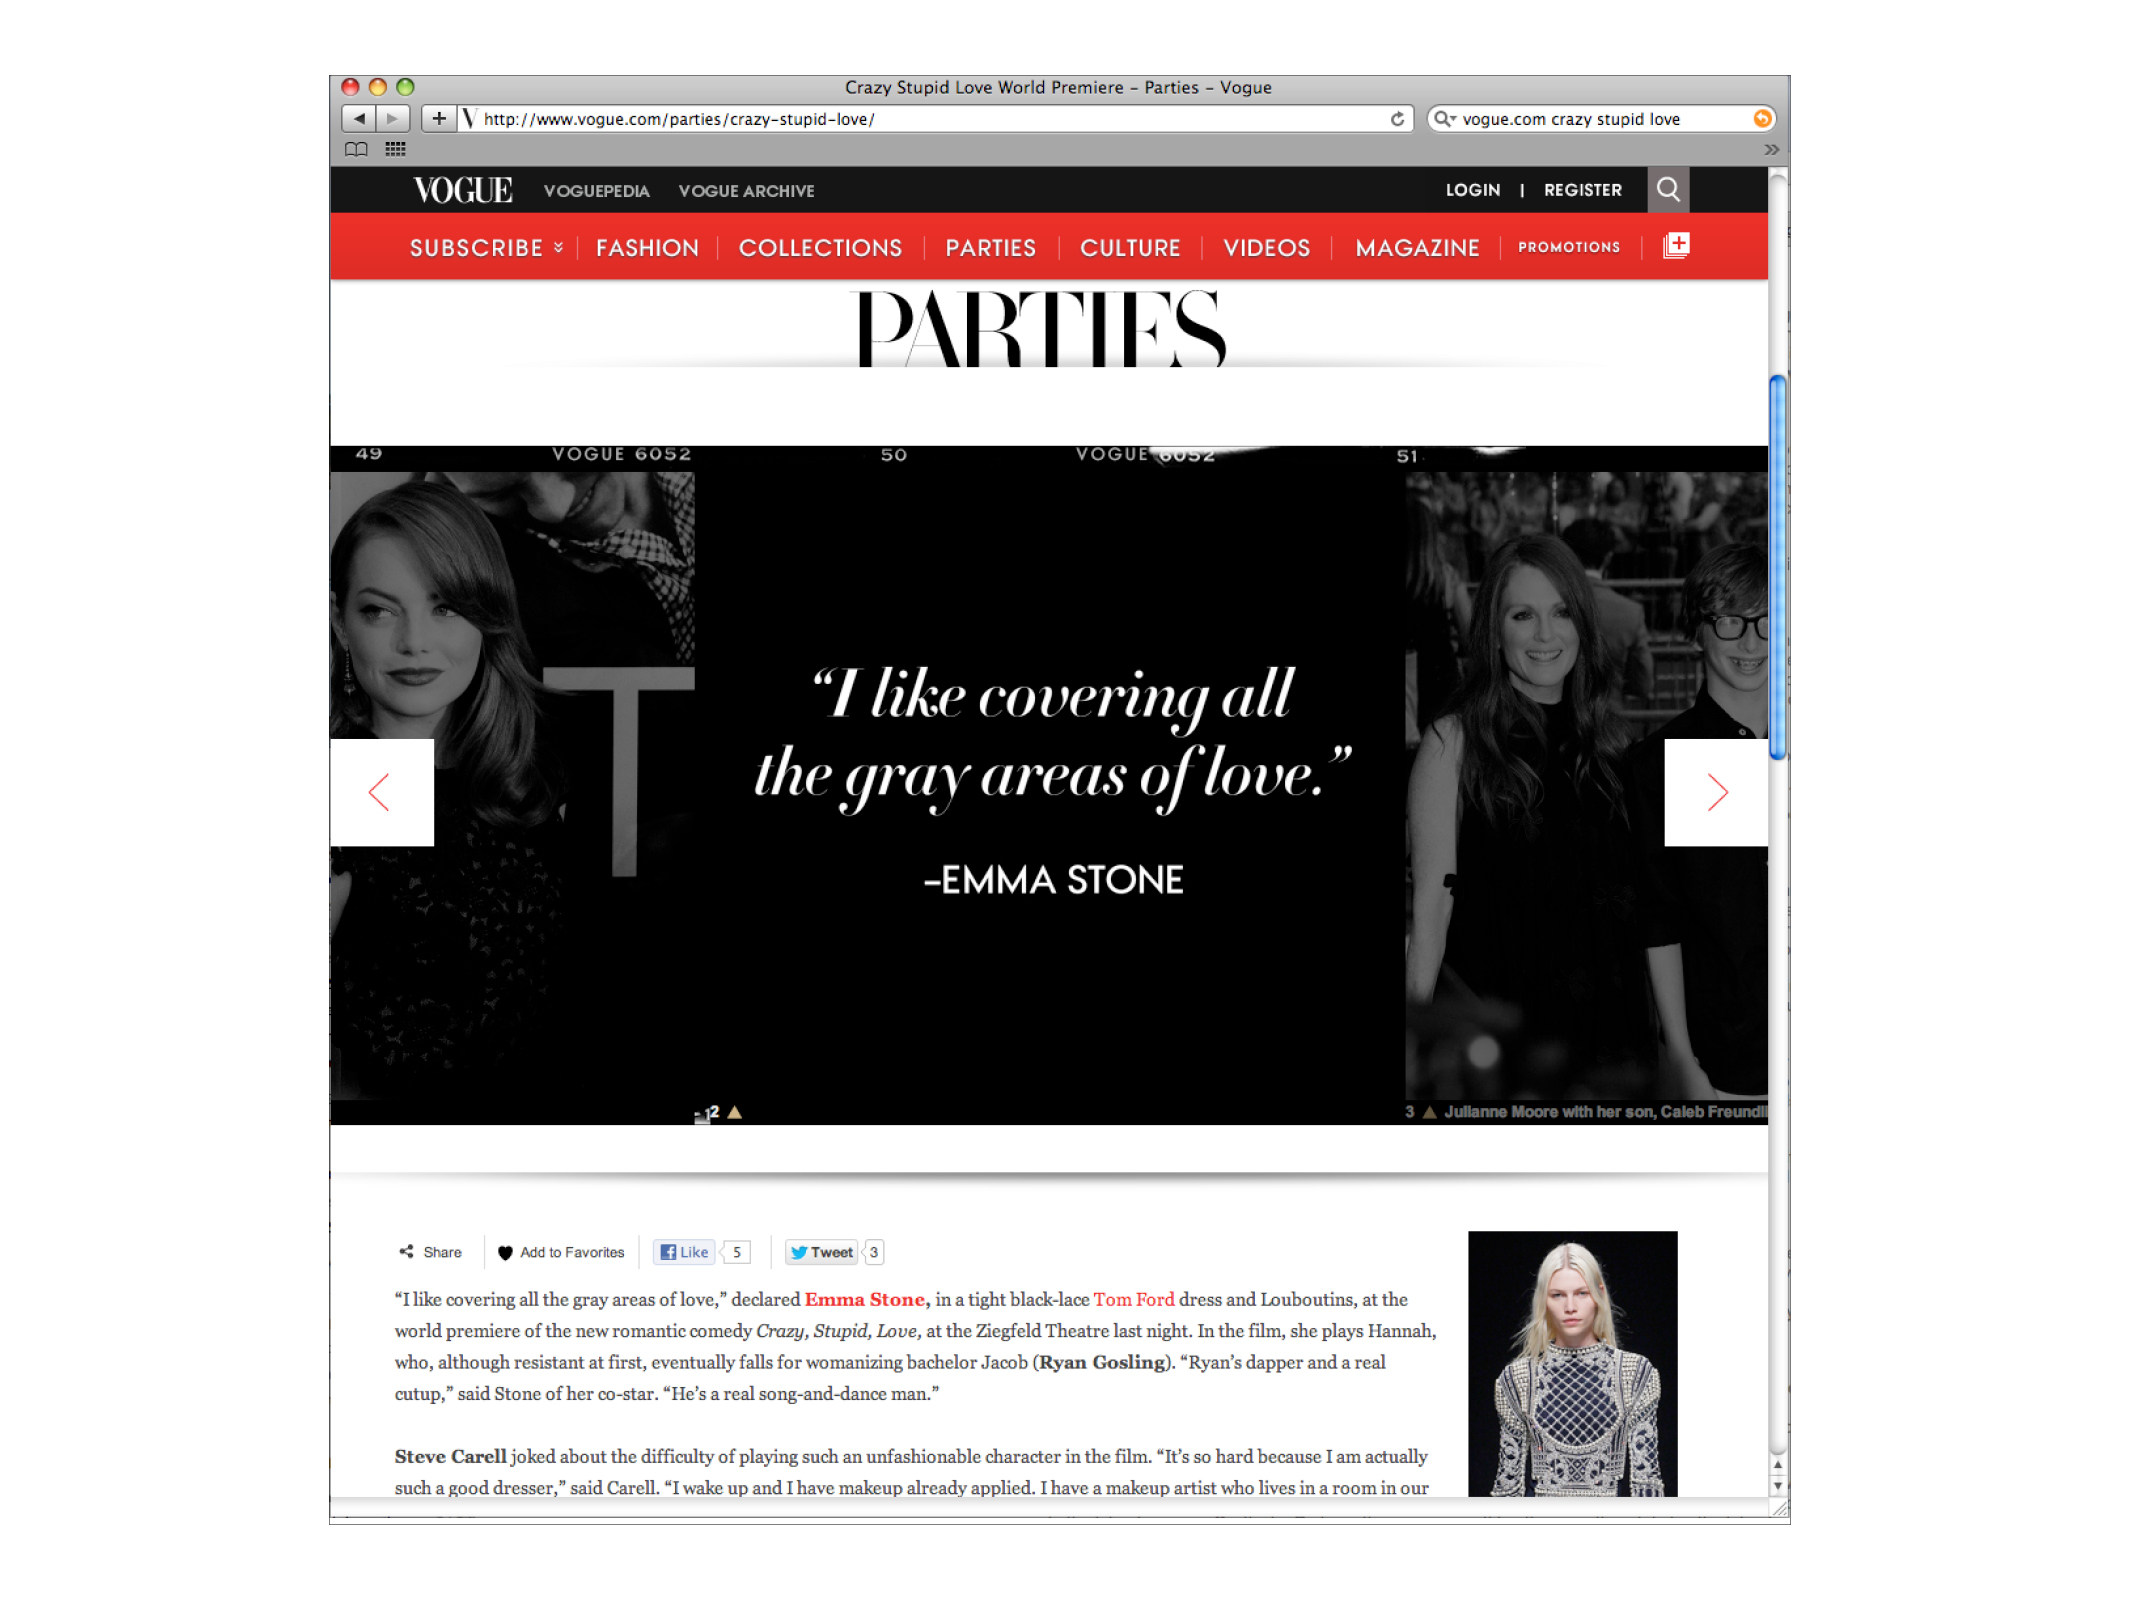 Crazy Stupid Love World Premiere – Parties – Vogue
http://www.vogue.com/parties/crazy-stupid-love/
vogue.com crazy stupid love
VOGUE VOGUEPEDIA VOGUE ARCHIVE LOGIN | REGISTER
SUBSCRIBE FASHION COLLECTIONS PARTIES CULTURE VIDEOS MAGAZINE PROMOTIONS
PARTIES
49 VOGUE 6052 50 VOGUE 6052 51
T
“I like covering all
the gray areas of love.”
–EMMA STONE
2
3 Julianne Moore with her son, Caleb
Share Add to Favorites Like 5 Tweet 3
“I like covering all the gray areas of love,” declared Emma Stone, in a tight black-lace Tom Ford dress and Louboutins, at the
world premiere of the new romantic comedy Crazy, Stupid, Love, at the Ziegfeld Theatre last night. In the film, she plays Hannah,
who, although resistant at first, eventually falls for womanizing bachelor Jacob (Ryan Gosling). “Ryan’s dapper and a real
cutup,” said Stone of her co-star. “He’s a real song-and-dance man.”
Steve Carell joked about the difficulty of playing such an unfashionable character in the film. “It’s so hard because I am actually
such a good dresser,” said Carell. “I wake up and I have makeup already applied. I have a makeup artist who lives in a room in our